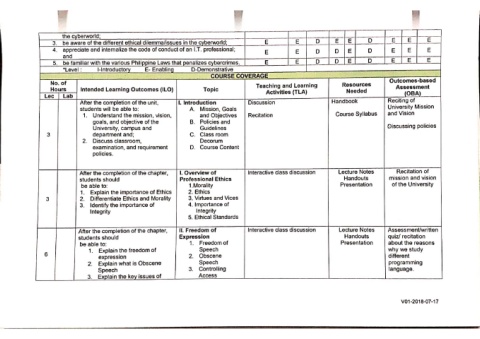 the cyberworld;
3. be aware of the different ethical dilemma/issues in the cyberworld; E E D E E D E E E
4. appreciate and internalize the code of conduct of an I.T. professional; and E E D D E D E E E
5. be familiar with the various Philippine Laws that penalizes cybercrimes. E E D D E D E E E
*Level: I-Introductory E- Enabling D-Demonstrative
COURSE COVERAGE
No. of Hours
Lec Lab
Intended Learning Outcomes (ILO)
Topic
Teaching and Learning Activities (TLA)
Resources Needed
Outcomes-based Assessment (OBA)
3
After the completion of the unit,
students will be able to:
1. Understand the mission, vision,
goals, and objective of the
University, campus and
department and;
2. Discuss classroom,
examination, and requirement
policies.
I. Introduction
A. Mission, Goals
and Objectives
B. Policies and
Guidelines
C. Class room
Decorum
D. Course Content
Discussion
Recitation
Handbook
Course Syllabus
Reciting of
University Mission
and Vision
Discussing policies
3
After the completion of the chapter,
students should
be able to:
1. Explain the importance of Ethics
2. Differentiate Ethics and Morality
3. Identify the importance of
Integrity
I. Overview of
Professional Ethics
1.Morality
2. Ethics
3. Virtues and Vices
4. Importance of
Integrity
5. Ethical Standards
Interactive class discussion
Lecture Notes
Handouts
Presentation
Recitation of
mission and vision
of the University
6
After the completion of the chapter,
students should
be able to:
1. Explain the freedom of
expression
2. Explain what is Obscene
Speech
3. Explain the key issues of
II. Freedom of
Expression
1. Freedom of
Speech
2. Obscene
Speech
3. Controlling
Access
Interactive class discussion
Lecture Notes
Handouts
Presentation
Assessment/written
quiz/ recitation
about the reasons
why we study
different
programming
language.
V01-2018-07-17